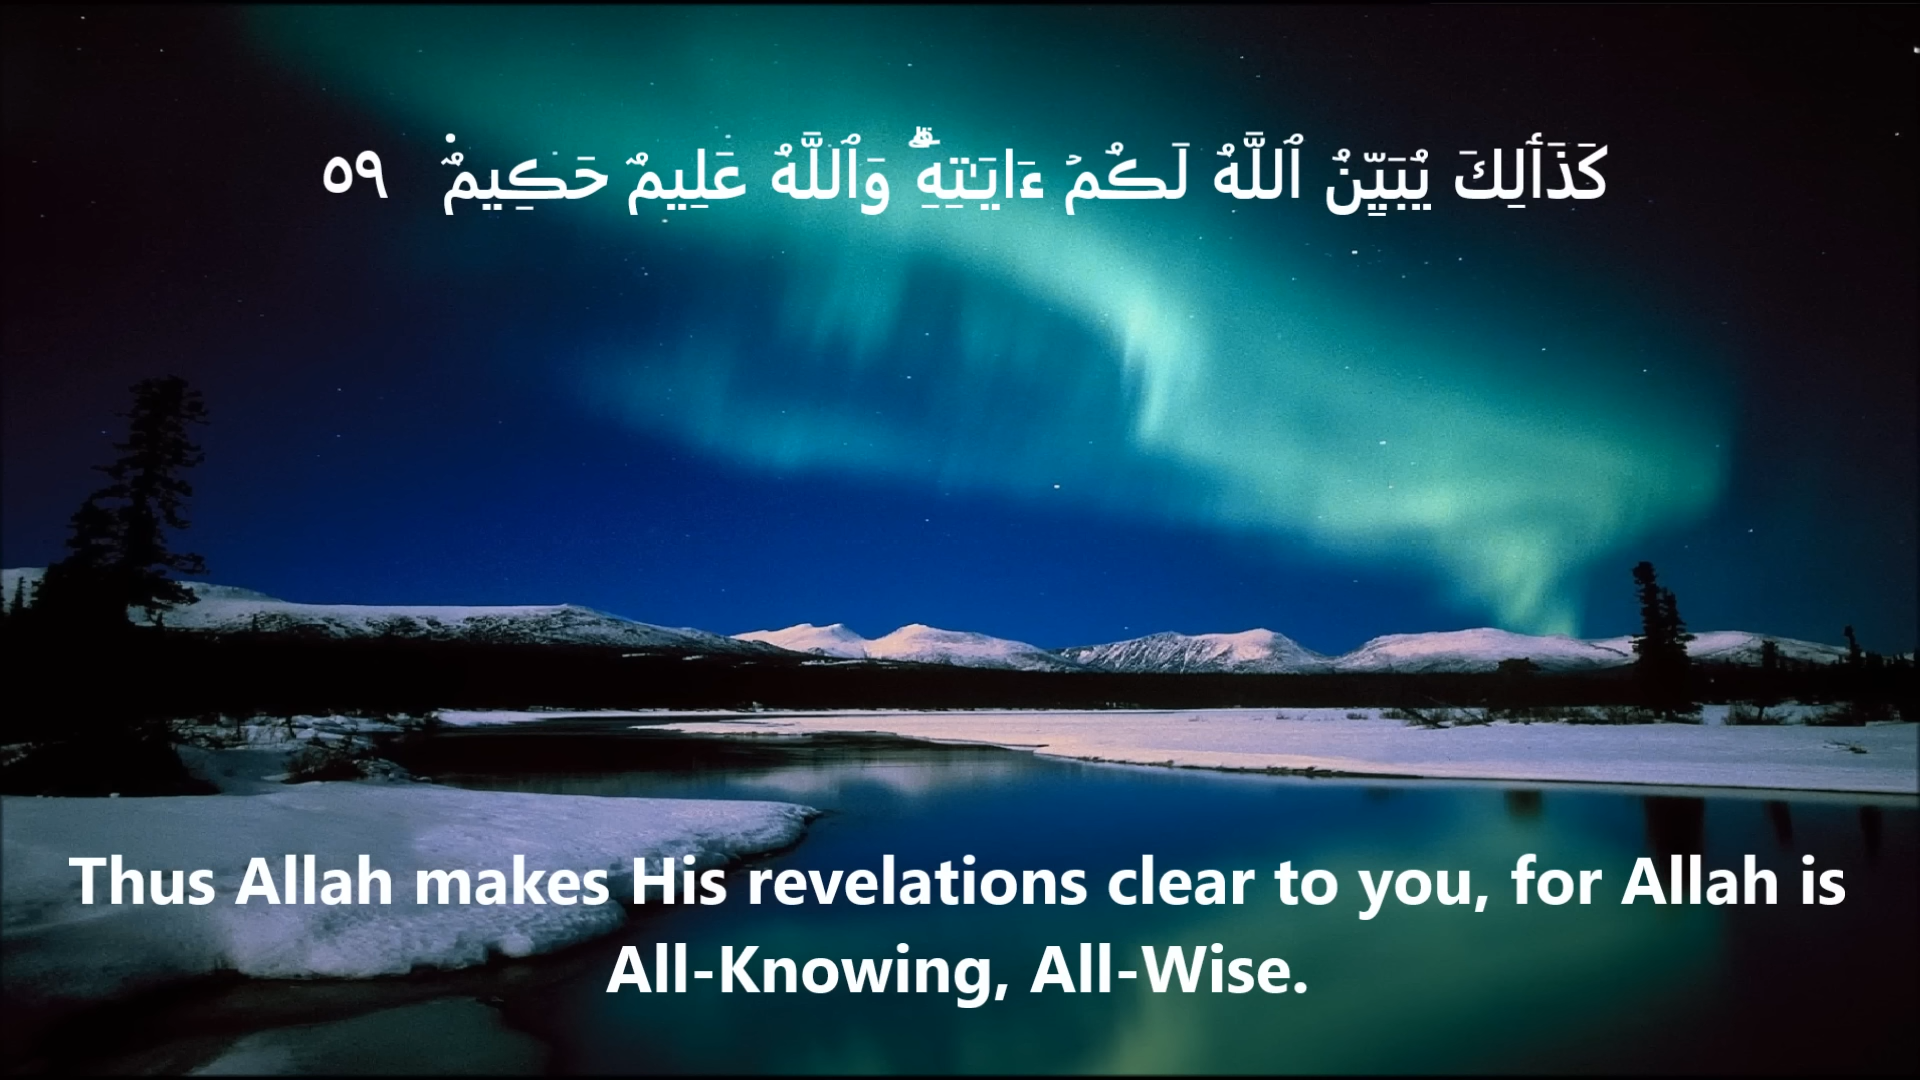 كَذَٲلِكَ يُبَيِّنُ ٱللَّهُ لَكُمۡ ءَايَـٰتِهِۦ‌ۗ وَٱللَّهُ عَلِيمٌ حَڪِيمٌ۬ ٥٩
Thus Allah makes His revelations clear to you, for Allah is
All-Knowing, All-Wise.